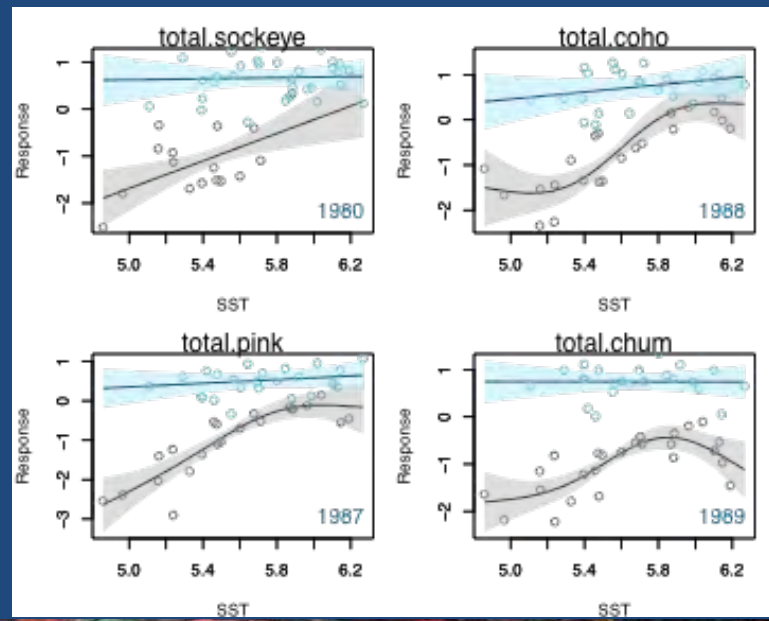 total.sockeye
Response
1
0
-1
-2
1980
5.0 5.4 5.8 6.2
SST
total.coho
Response
1
0
-1
-2
1988
5.0 5.4 5.8 6.2
SST
total.pink
Response
1
0
-1
-2
-3
1987
5.0 5.4 5.8 6.2
SST
total.chum
Response
1
0
-1
-2
1989
5.0 5.4 5.8 6.2
SST